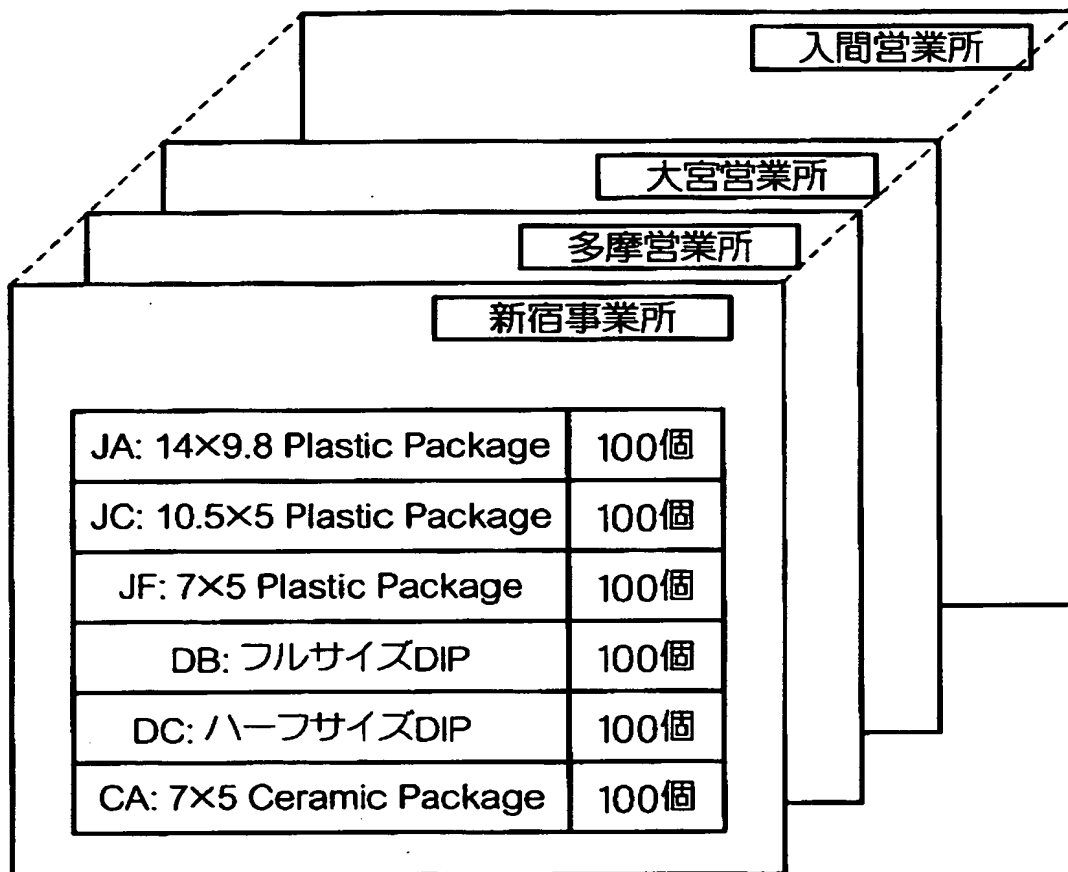 入間営業所
大宮営業所
多摩営業所
新宿事業所
JA: 14×9.8 Plastic Package 100個
JC: 10.5×5 Plastic Package 100個
JF: 7×5 Plastic Package 100個
DB: フルサイズDIP 100個
DC: ハーフサイズDIP 100個
CA: 7×5 Ceramic Package 100個